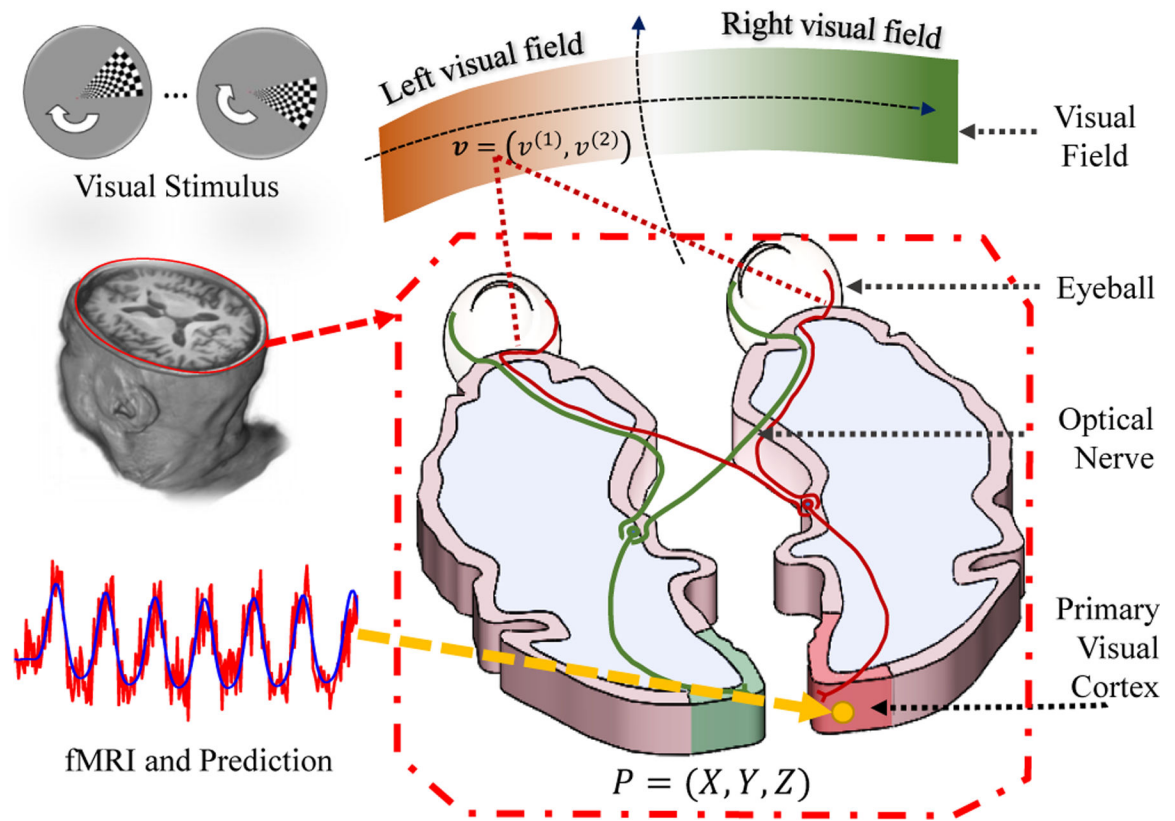 Left visual field
Right visual field
𝒗 = (v⁽¹⁾, v⁽²⁾)
...
Visual Stimulus
Visual
Field
Eyeball
Optical
Nerve
Primary
Visual
Cortex
fMRI and Prediction
P = (X, Y, Z)